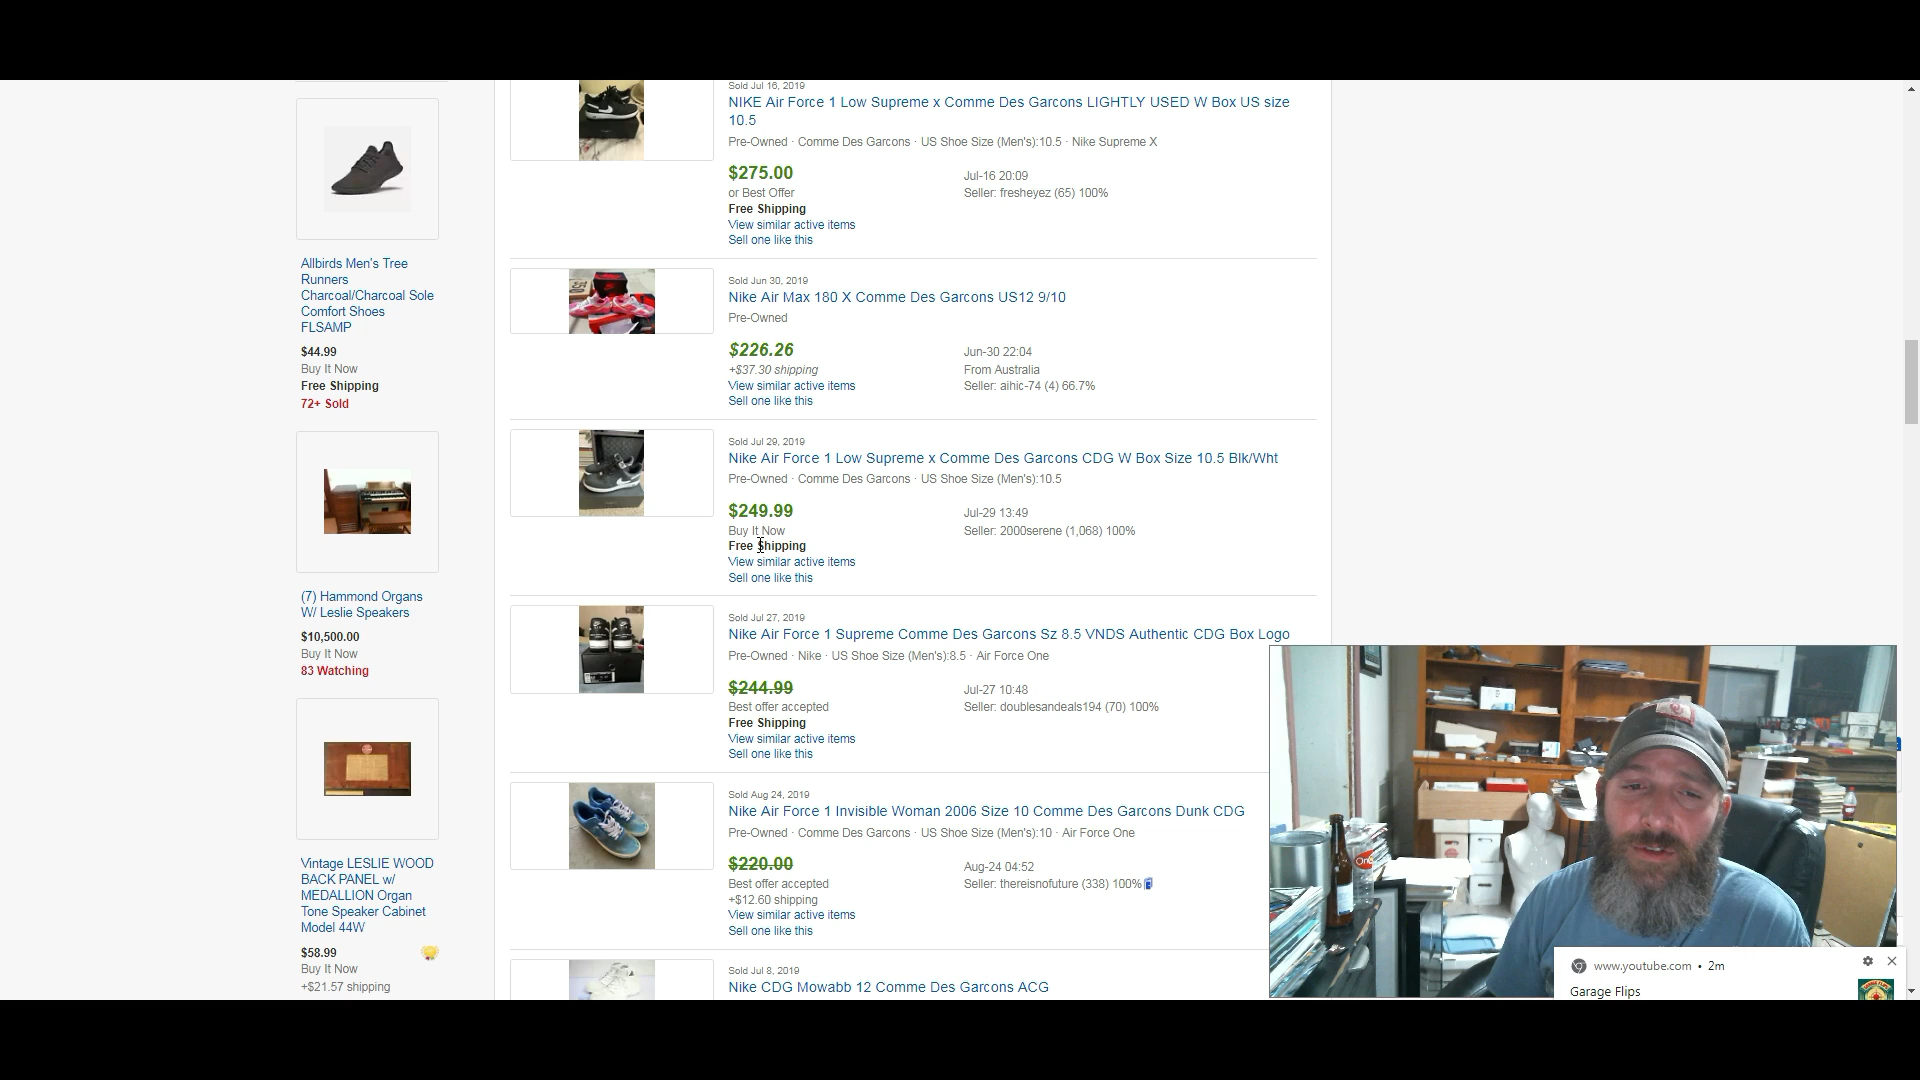 Allbirds Men's Tree
Runners
Charcoal/Charcoal Sole
Comfort Shoes
FLSAMP
$44.99
Buy It Now
Free Shipping
72+ Sold
(7) Hammond Organs
W/ Leslie Speakers
$10,500.00
Buy It Now
83 Watching
Vintage LESLIE WOOD
BACK PANEL w/
MEDALLION Organ
Tone Speaker Cabinet
Model 44W
$58.99
Buy It Now
+$21.57 shipping
Sold Jul 16, 2019
NIKE Air Force 1 Low Supreme x Comme Des Garcons LIGHTLY USED W Box US size
10.5
Pre-Owned · Comme Des Garcons · US Shoe Size (Men's):10.5 · Nike Supreme X
$275.00
or Best Offer
Free Shipping
View similar active items
Sell one like this
Jul-16 20:09
Seller: fresheyez (65) 100%
Sold Jun 30, 2019
Nike Air Max 180 X Comme Des Garcons US12 9/10
Pre-Owned
$226.26
+$37.30 shipping
View similar active items
Sell one like this
Jun-30 22:04
From Australia
Seller: aihic-74 (4) 66.7%
Sold Jul 29, 2019
Nike Air Force 1 Low Supreme x Comme Des Garcons CDG W Box Size 10.5 Blk/Wht
Pre-Owned · Comme Des Garcons · US Shoe Size (Men's):10.5
$249.99
Buy It Now
Free Shipping
View similar active items
Sell one like this
Jul-29 13:49
Seller: 2000serene (1,068) 100%
Sold Jul 27, 2019
Nike Air Force 1 Supreme Comme Des Garcons Sz 8.5 VNDS Authentic CDG Box Logo
Pre-Owned · Nike · US Shoe Size (Men's):8.5 · Air Force One
$244.99
Best offer accepted
Free Shipping
View similar active items
Sell one like this
Jul-27 10:48
Seller: doublesandeals194 (70) 100%
Sold Aug 24, 2019
Nike Air Force 1 Invisible Woman 2006 Size 10 Comme Des Garcons Dunk CDG
Pre-Owned · Comme Des Garcons · US Shoe Size (Men's):10 · Air Force One
$220.00
Best offer accepted
+$12.60 shipping
View similar active items
Sell one like this
Aug-24 04:52
Seller: thereisnofuture (338) 100%
Sold Jul 8, 2019
Nike CDG Mowabb 12 Comme Des Garcons ACG
www.youtube.com • 2m
Garage Flips